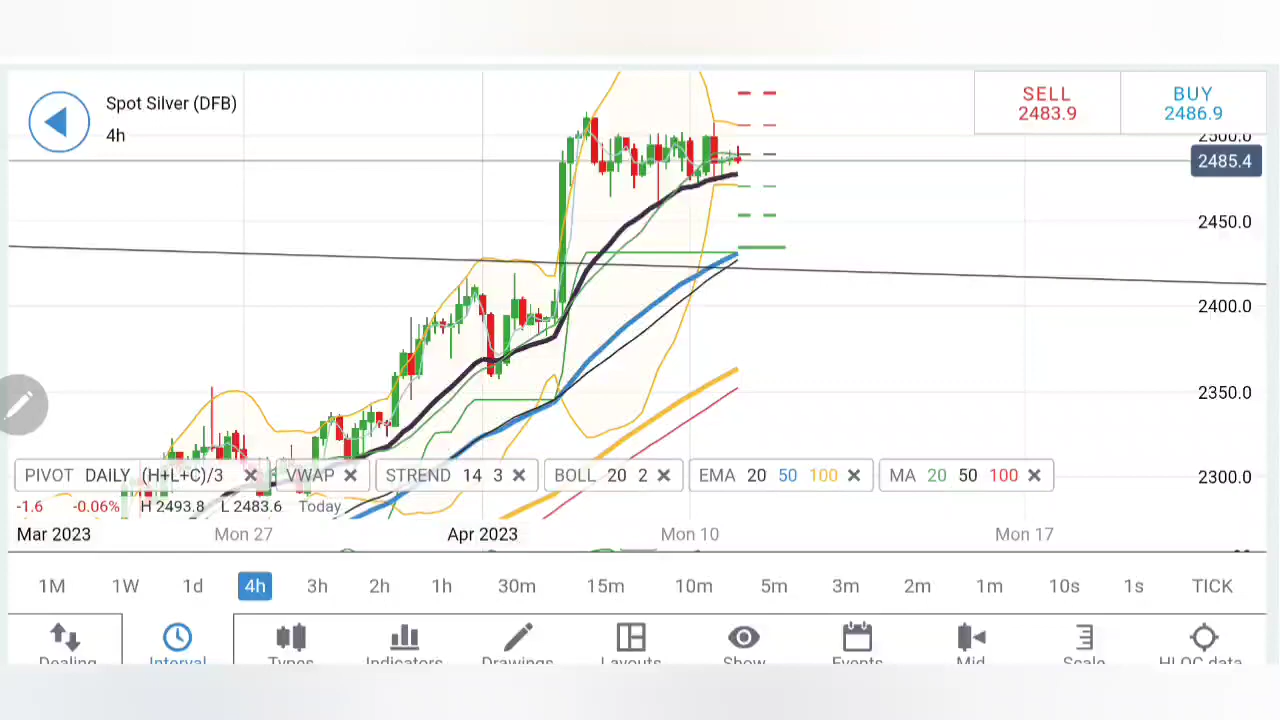 Spot Silver (DFB)
4h
SELL
2483.9
BUY
2486.9
2500.0
2485.4
2450.0
2400.0
2350.0
2300.0
PIVOT DAILY (H+L+C)/3
VWAP
STREND 14 3
BOLL 20 2
EMA 20 50 100
MA 20 50 100
-1.6 -0.06% H 2493.8 L 2483.6 Today
Mar 2023 Mon 27 Apr 2023 Mon 10 Mon 17
1M 1W 1d 4h 3h 2h 1h 30m 15m 10m 5m 3m 2m 1m 10s 1s TICK
Dealing Interval Types Indicators Drawings Layouts Show Events Mid Scale HLOC data